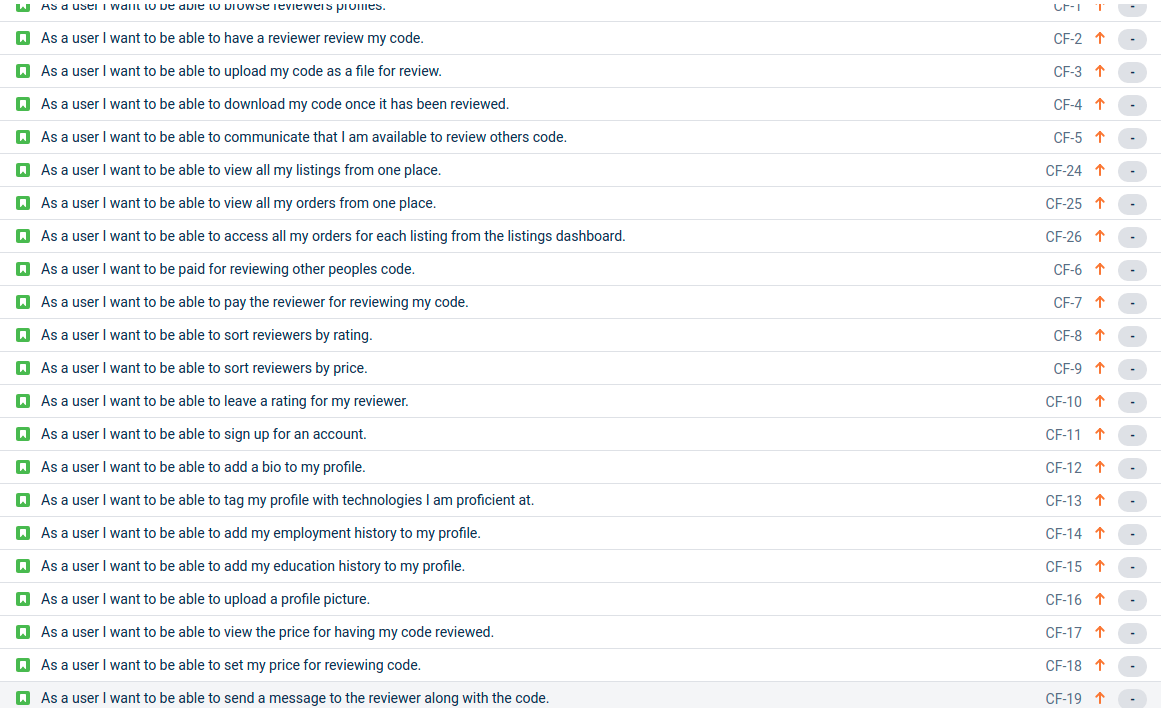 As a user I want to be able to browse reviewers profiles. CF-1 -
As a user I want to be able to have a reviewer review my code. CF-2 -
As a user I want to be able to upload my code as a file for review. CF-3 -
As a user I want to be able to download my code once it has been reviewed. CF-4 -
As a user I want to be able to communicate that I am available to review others code. CF-5 -
As a user I want to be able to view all my listings from one place. CF-24 -
As a user I want to be able to view all my orders from one place. CF-25 -
As a user I want to be able to access all my orders for each listing from the listings dashboard. CF-26 -
As a user I want to be paid for reviewing other peoples code. CF-6 -
As a user I want to be able to pay the reviewer for reviewing my code. CF-7 -
As a user I want to be able to sort reviewers by rating. CF-8 -
As a user I want to be able to sort reviewers by price. CF-9 -
As a user I want to be able to leave a rating for my reviewer. CF-10 -
As a user I want to be able to sign up for an account. CF-11 -
As a user I want to be able to add a bio to my profile. CF-12 -
As a user I want to be able to tag my profile with technologies I am proficient at. CF-13 -
As a user I want to be able to add my employment history to my profile. CF-14 -
As a user I want to be able to add my education history to my profile. CF-15 -
As a user I want to be able to upload a profile picture. CF-16 -
As a user I want to be able to view the price for having my code reviewed. CF-17 -
As a user I want to be able to set my price for reviewing code. CF-18 -
As a user I want to be able to send a message to the reviewer along with the code. CF-19 -